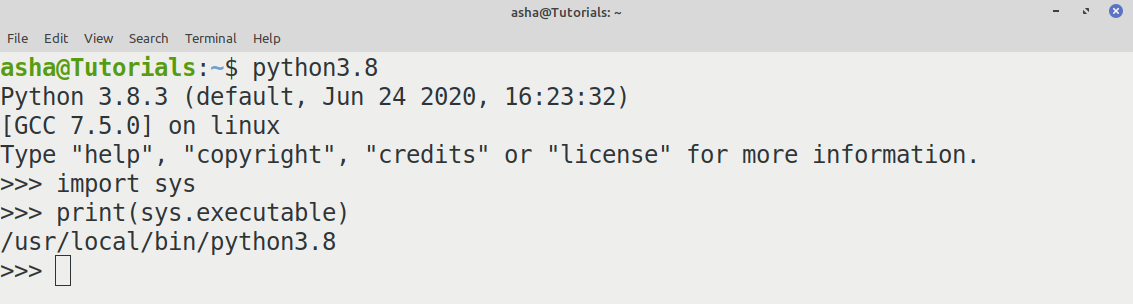 asha@Tutorials: ~
File Edit View Search Terminal Help
asha@Tutorials:~$ python3.8
Python 3.8.3 (default, Jun 24 2020, 16:23:32)
[GCC 7.5.0] on linux
Type "help", "copyright", "credits" or "license" for more information.
>>> import sys
>>> print(sys.executable)
/usr/local/bin/python3.8
>>>